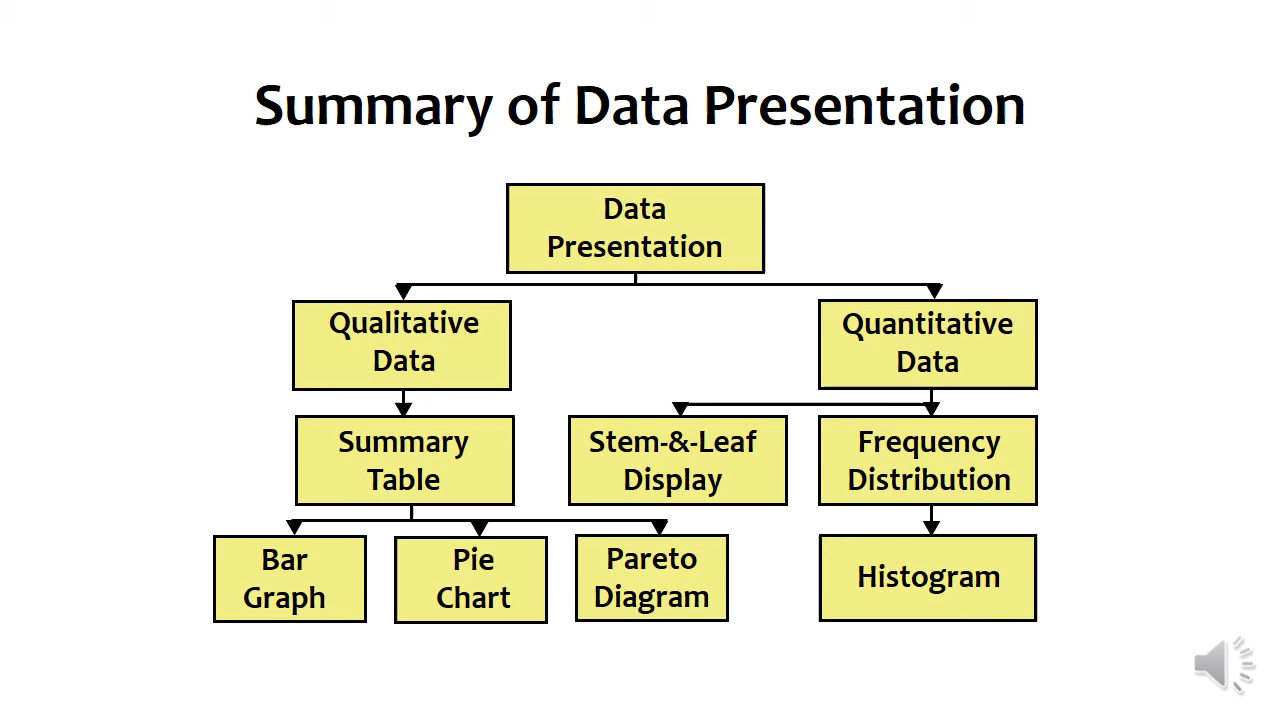 Summary of Data Presentation
Data
Presentation
Qualitative
Data
Quantitative
Data
Summary
Table
Stem-&-Leaf
Display
Frequency
Distribution
Bar
Graph
Pie
Chart
Pareto
Diagram
Histogram